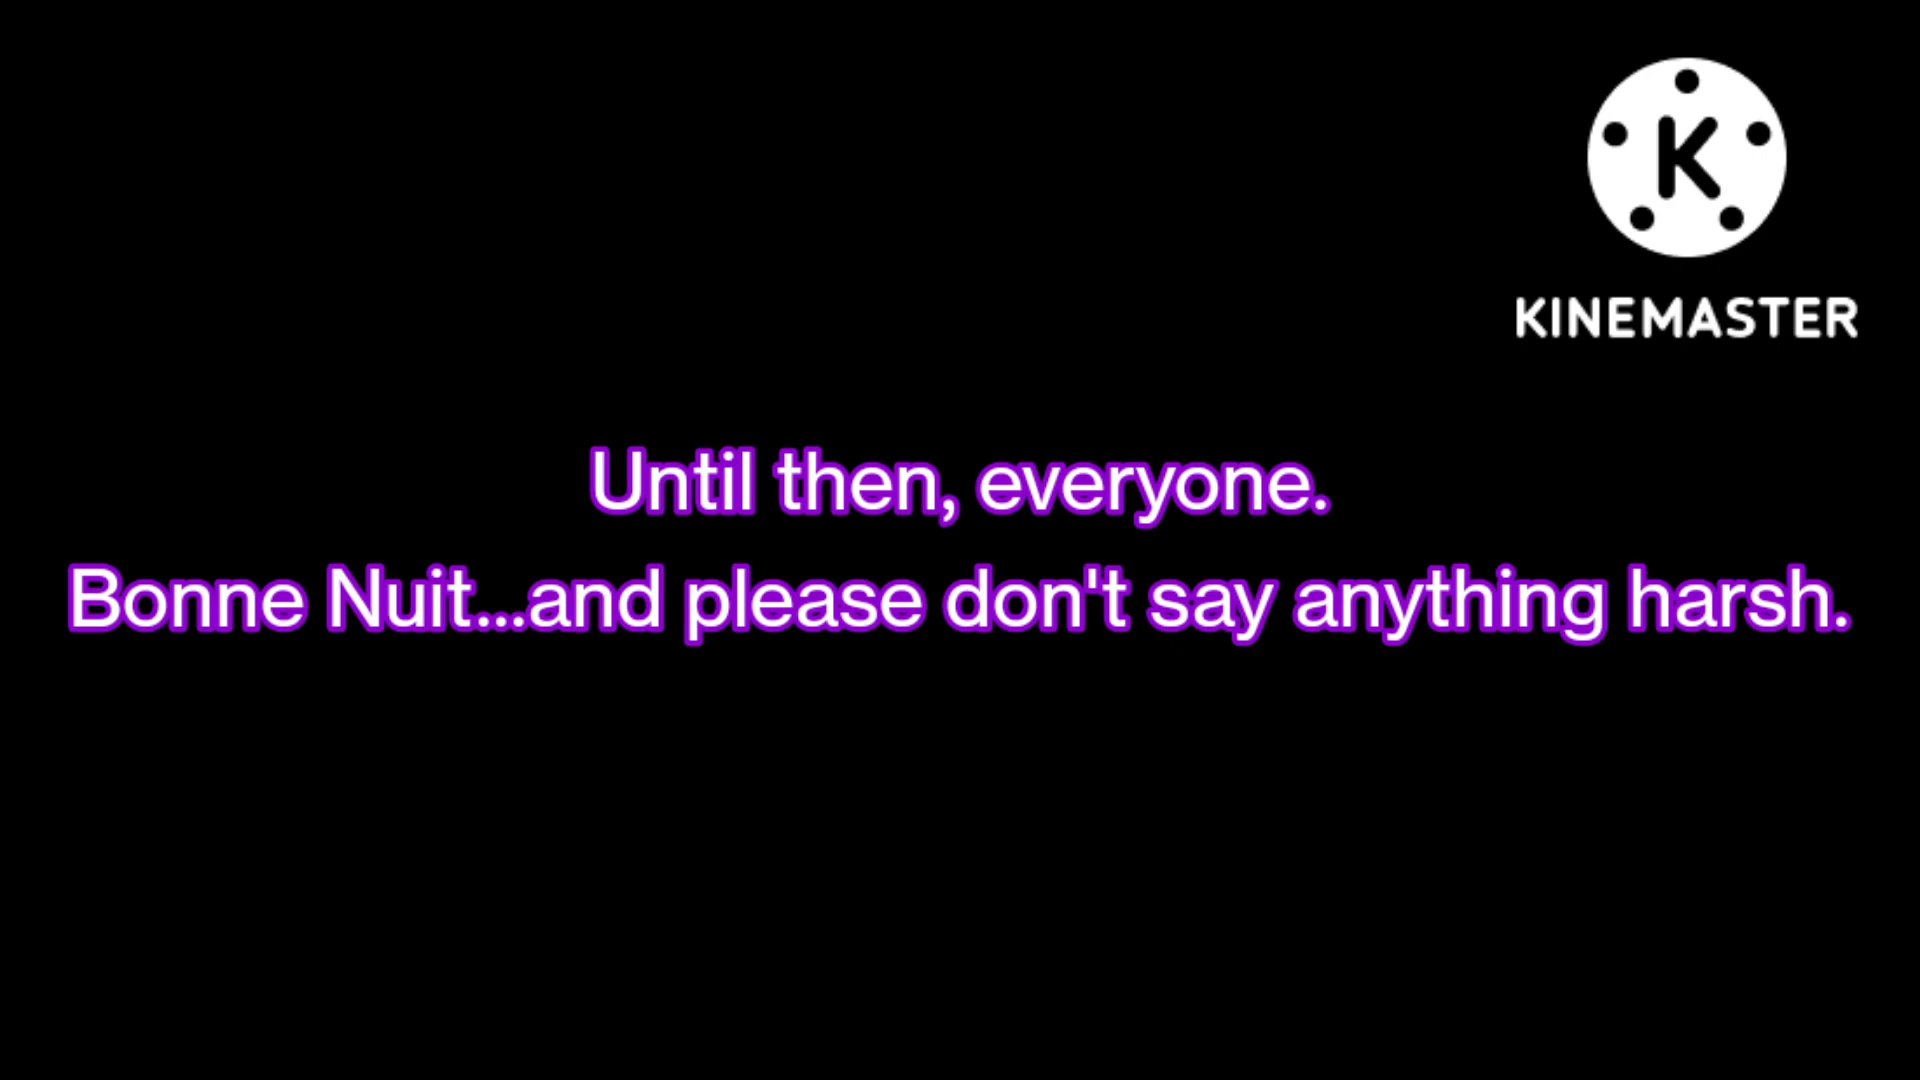 K
KINEMASTER
Until then, everyone.
Bonne Nuit...and please don't say anything harsh.